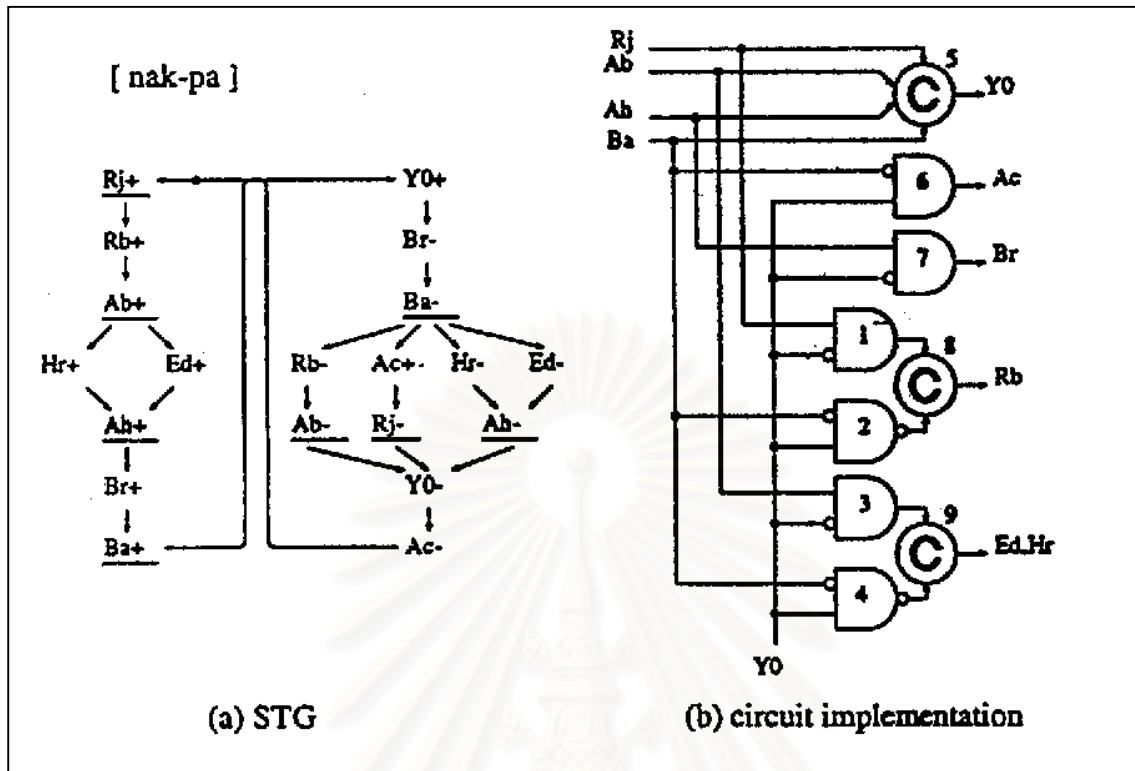 [ nak-pa ]
Rj+ Y0+
Rb+ Br-
Ab+ Ba-
Hr+ Ed+ Rb- Ac+- Hr- Ed-
Ah+ Ab- Rj- Ah-
Br+ Y0-
Ba+ Ac-
(a) STG
Rj
Ab
Ah
Ba
5
C
Y0
6
Ac
7
Br
1
8
C
Rb
2
3
9
C
Ed,Hr
4
Y0
(b) circuit implementation